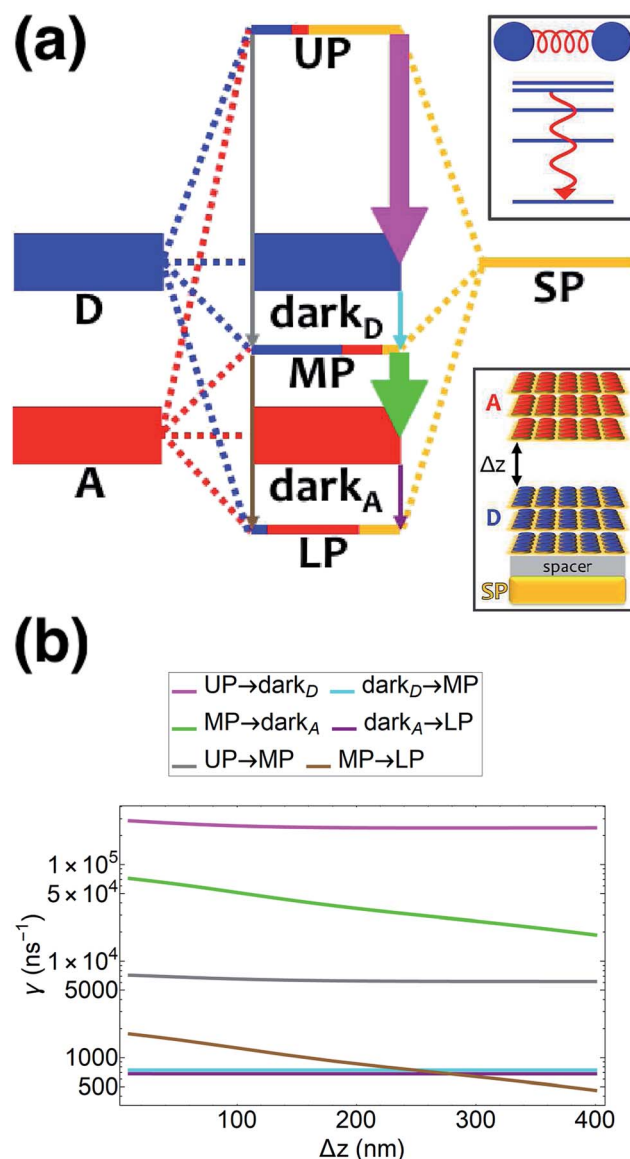 (a)
UP
D
dark_D
SP
MP
A
dark_A
LP
A
Δz
D
spacer
SP
(b)
UP→dark_D dark_D→MP
MP→dark_A dark_A→LP
UP→MP MP→LP
γ (ns⁻¹)
1 × 10⁵
5 × 10⁴
1 × 10⁴
5000
1000
500
100 200 300 400
Δz (nm)